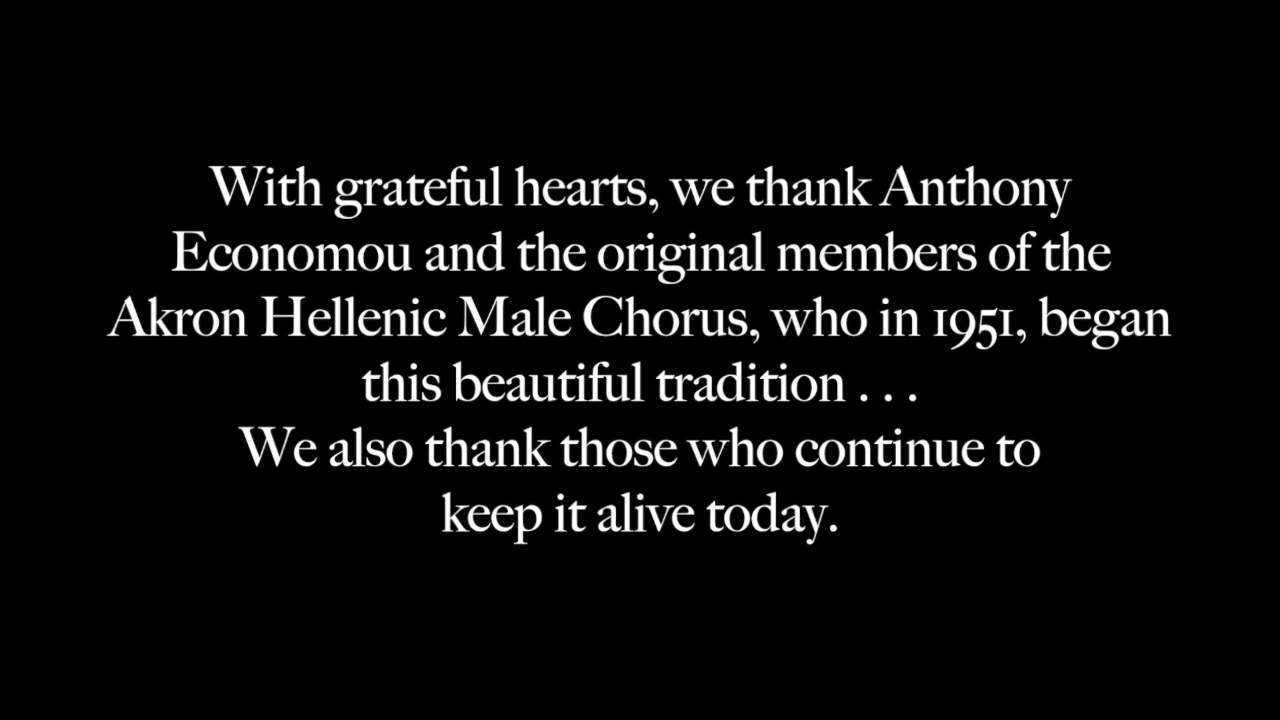 With grateful hearts, we thank Anthony
Economou and the original members of the
Akron Hellenic Male Chorus, who in 1951, began
this beautiful tradition . . .
We also thank those who continue to
keep it alive today.